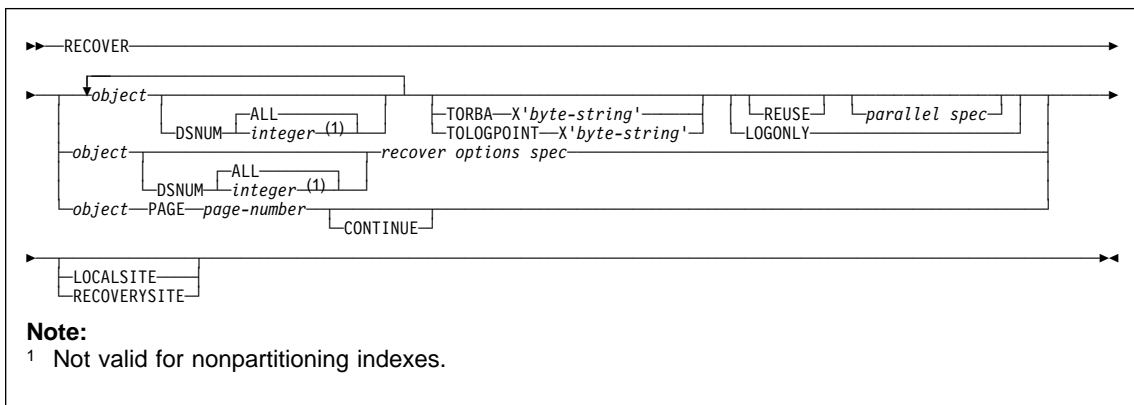 RECOVER
object
DSNUM ALL integer (1)
TORBA X'byte-string'
TOLOGPOINT X'byte-string'
REUSE parallel spec
LOGONLY
object recover options spec
DSNUM ALL integer (1)
object PAGE page-number
CONTINUE
LOCALSITE
RECOVERYSITE
Note:
1 Not valid for nonpartitioning indexes.